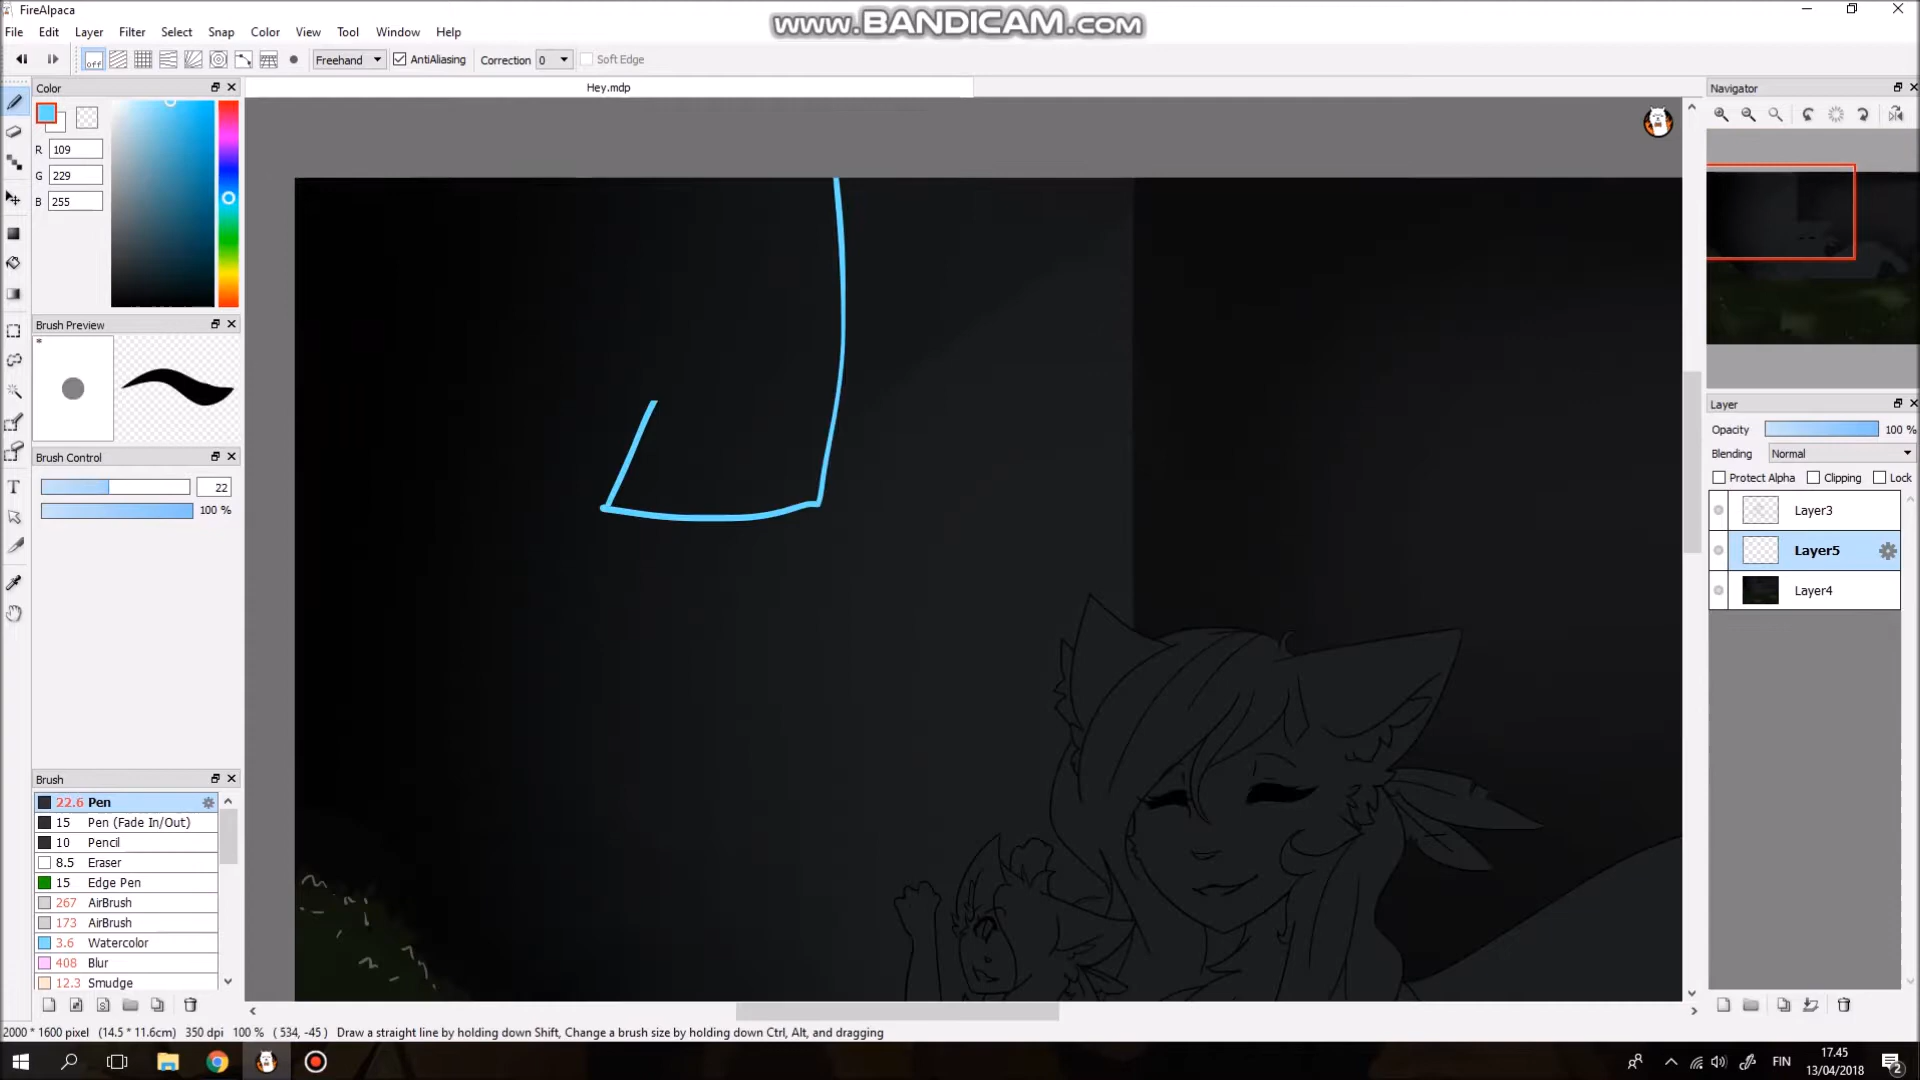 FireAlpaca
www.BANDICAM.com
File Edit Layer Filter Select Snap Color View Tool Window Help
off Freehand AntiAliasing Correction 0 Soft Edge
Color
Hey.mdp
Navigator
R 109
G 229
B 255
Brush Preview
*
Layer
Opacity 100 %
Blending Normal
Protect Alpha Clipping Lock
Layer3
Layer5
Layer4
Brush Control
22
100 %
Brush
22.6 Pen
15 Pen (Fade In/Out)
10 Pencil
8.5 Eraser
15 Edge Pen
267 AirBrush
173 AirBrush
3.6 Watercolor
408 Blur
12.3 Smudge
T
S
2000 * 1600 pixel (14.5 * 11.6cm) 350 dpi 100 % ( 534, -45 ) Draw a straight line by holding down Shift, Change a brush size by holding down Ctrl, Alt, and dragging
FIN
17.45
13/04/2018
2